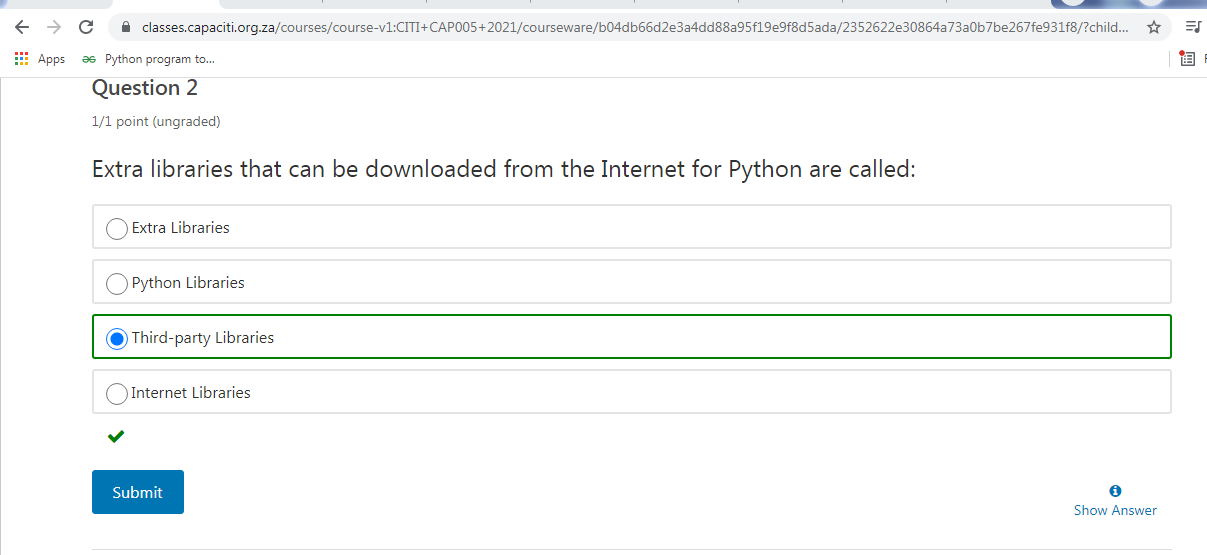 classes.capaciti.org.za/courses/course-v1:CITI+CAP005+2021/courseware/b04db66d2e3a4dd88a95f19e9f8d5ada/2352622e30864a73a0b7be267fe931f8/?child...
Apps Python program to...
Question 2
1/1 point (ungraded)
Extra libraries that can be downloaded from the Internet for Python are called:
Extra Libraries
Python Libraries
Third-party Libraries
Internet Libraries
Submit
Show Answer